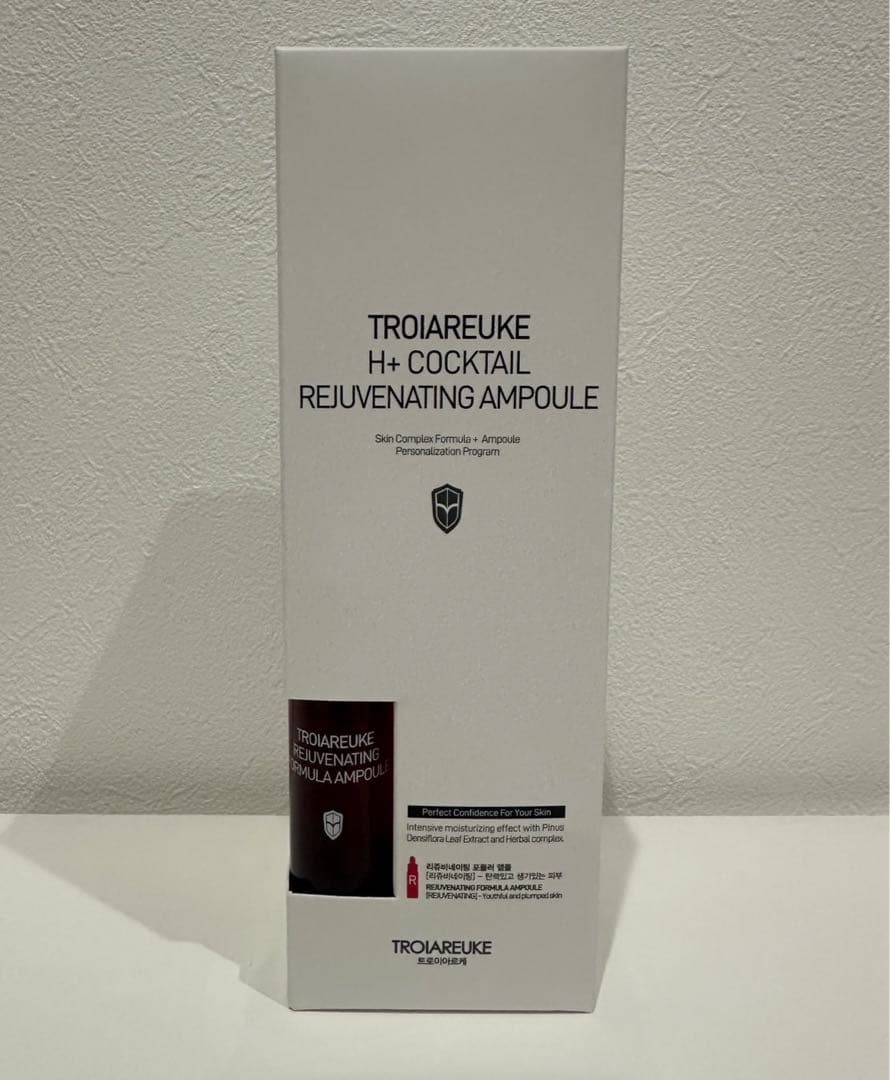 TROIAREUKE
H+ COCKTAIL
REJUVENATING AMPOULE
Skin Complex Formula + Ampoule
Personalization Program
TROIAREUKE
REJUVENATING
ORMULA AMPOULE
Perfect Confidence For Your Skin
Intensive moisturizing effect with Pinus
Densiflora Leaf Extract and Herbal complex.
R
리쥬비네이팅 포뮬러 앰플
[리쥬비네이팅] - 탄력있고 생기있는 피부
REJUVENATING FORMULA AMPOULE
[REJUVENATING] - Youthful and plumped skin
TROIAREUKE
트로이아르케